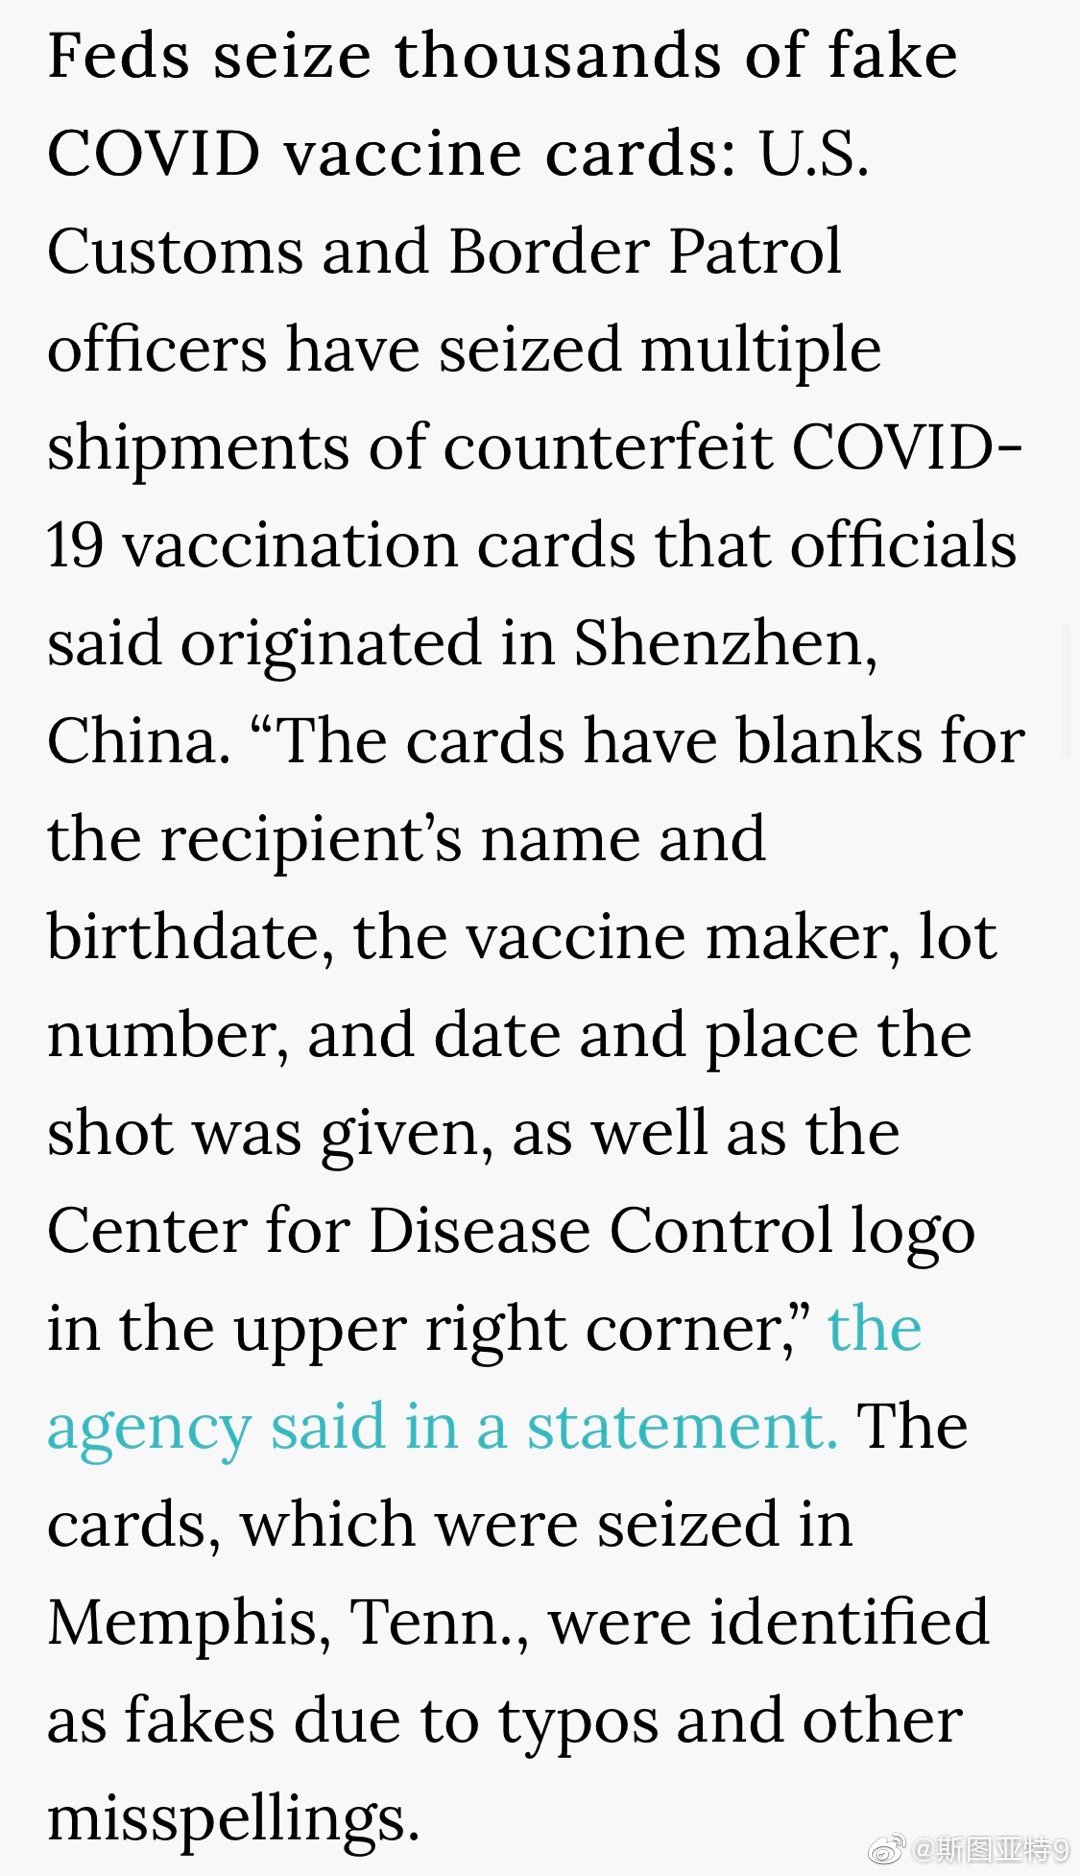 Feds seize thousands of fake
COVID vaccine cards: U.S.
Customs and Border Patrol
officers have seized multiple
shipments of counterfeit COVID-
19 vaccination cards that officials
said originated in Shenzhen,
China. “The cards have blanks for
the recipient’s name and
birthdate, the vaccine maker, lot
number, and date and place the
shot was given, as well as the
Center for Disease Control logo
in the upper right corner,” the
agency said in a statement. The
cards, which were seized in
Memphis, Tenn., were identified
as fakes due to typos and other
misspellings.
@斯图亚特9